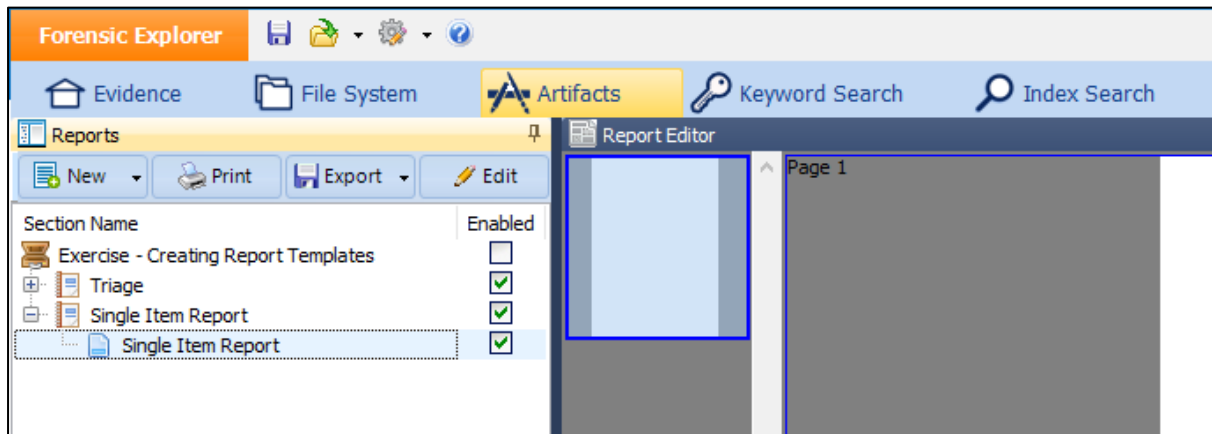 Forensic Explorer
Evidence File System Artifacts Keyword Search Index Search
Reports
Report Editor
New Print Export Edit
Page 1
Section Name Enabled
Exercise - Creating Report Templates
Triage
Single Item Report
Single Item Report